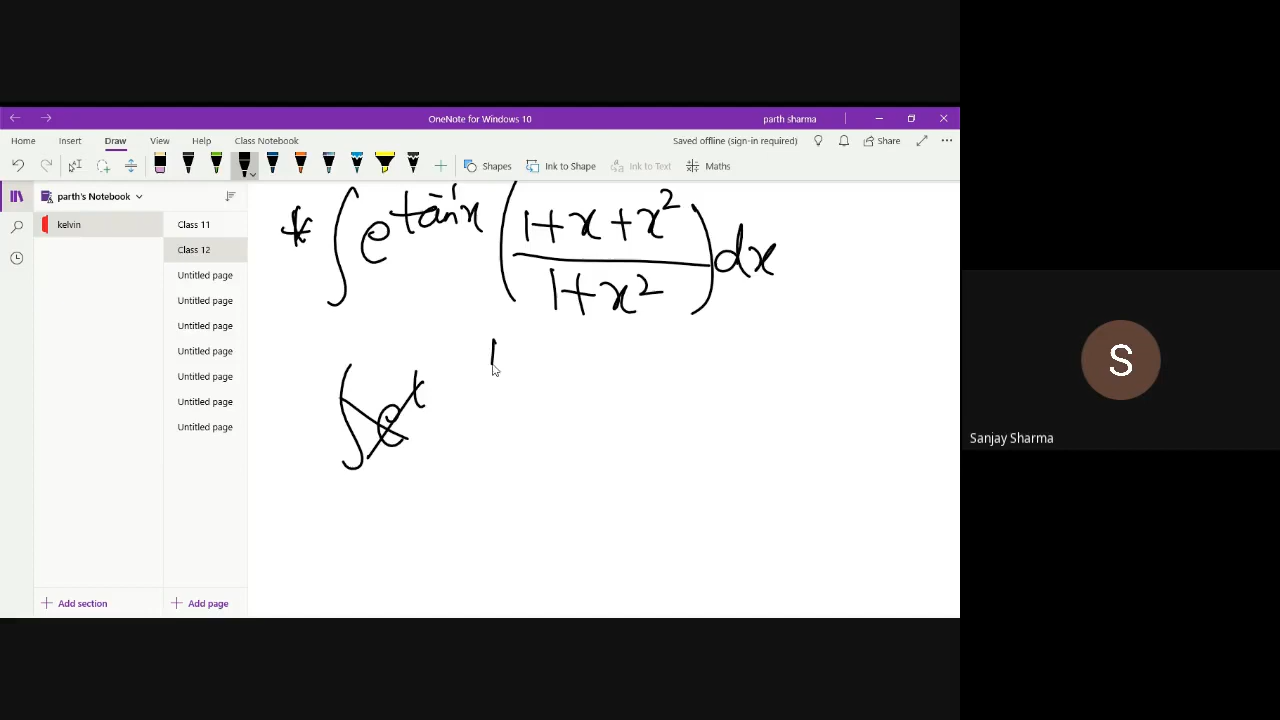 OneNote for Windows 10
parth sharma
Home Insert Draw View Help Class Notebook
Saved offline (sign-in required) Share
Shapes Ink to Shape Ink to Text Maths
parth's Notebook
kelvin
Class 11
Class 12
Untitled page
Untitled page
Untitled page
Untitled page
Untitled page
Untitled page
Untitled page
+ Add section
+ Add page
* ∫ e^(tan⁻¹x) ((1+x+x²)/(1+x²)) dx
∫ e^t
S
Sanjay Sharma